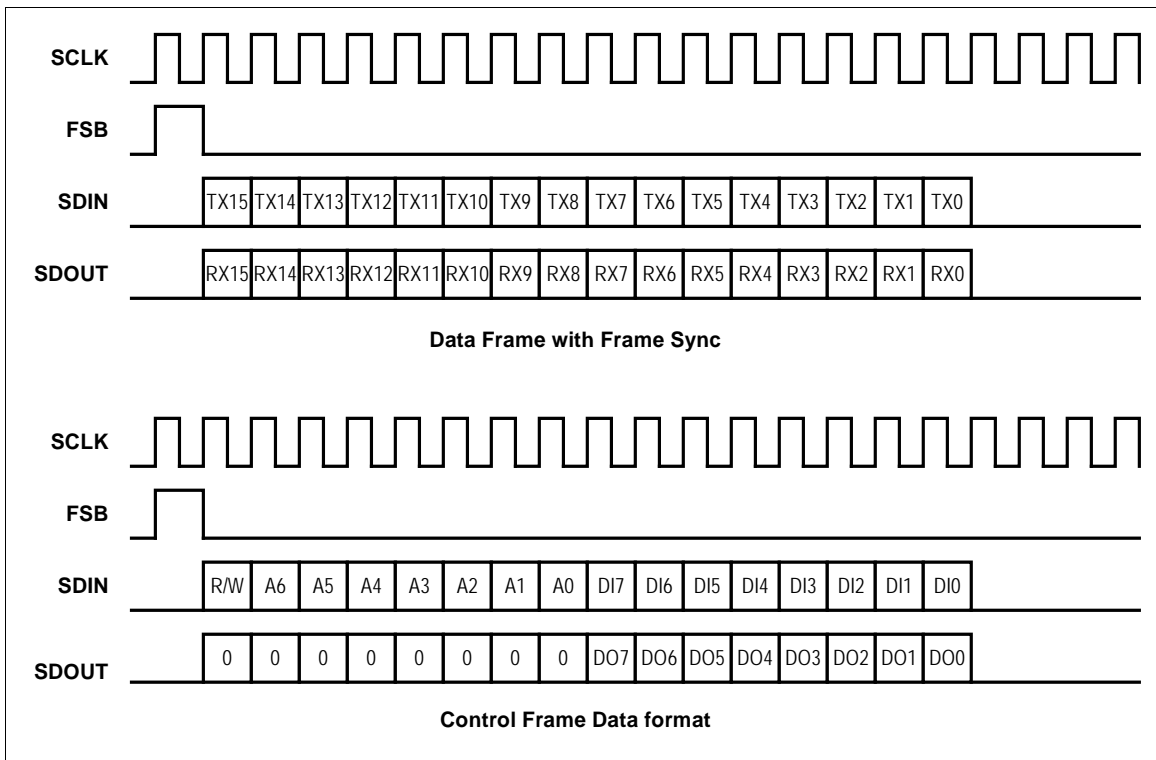 SCLK
FSB
SDIN TX15 TX14 TX13 TX12 TX11 TX10 TX9 TX8 TX7 TX6 TX5 TX4 TX3 TX2 TX1 TX0
SDOUT RX15 RX14 RX13 RX12 RX11 RX10 RX9 RX8 RX7 RX6 RX5 RX4 RX3 RX2 RX1 RX0
Data Frame with Frame Sync
SCLK
FSB
SDIN R/W A6 A5 A4 A3 A2 A1 A0 DI7 DI6 DI5 DI4 DI3 DI2 DI1 DI0
SDOUT 0 0 0 0 0 0 0 0 DO7 DO6 DO5 DO4 DO3 DO2 DO1 DO0
Control Frame Data format